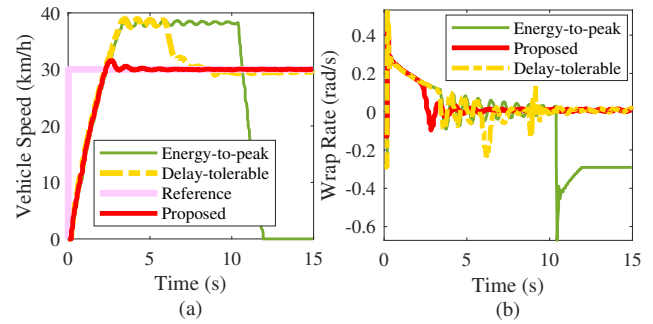 40
30
20
10
0
Vehicle Speed (km/h)
Energy-to-peak
Delay-tolerable
Reference
Proposed
0
5
10
15
Time (s)
(a)
0.4
0.2
0
-0.2
-0.4
-0.6
Wrap Rate (rad/s)
Energy-to-peak
Proposed
Delay-tolerable
0
5
10
15
Time (s)
(b)